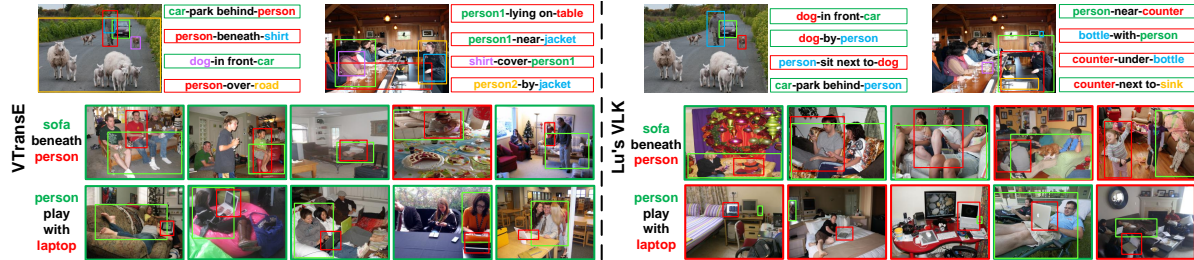 VTransE
car-park behind-person
person-beneath-shirt
dog-in front-car
person-over-road
person1-lying on-table
person1-near-jacket
shirt-cover-person1
person2-by-jacket
sofa
beneath
person
person
play
with
laptop
Lu's VLK
dog-in front-car
dog-by-person
person-sit next to-dog
car-park behind-person
person-near-counter
bottle-with-person
counter-under-bottle
counter-next to-sink
sofa
beneath
person
person
play
with
laptop